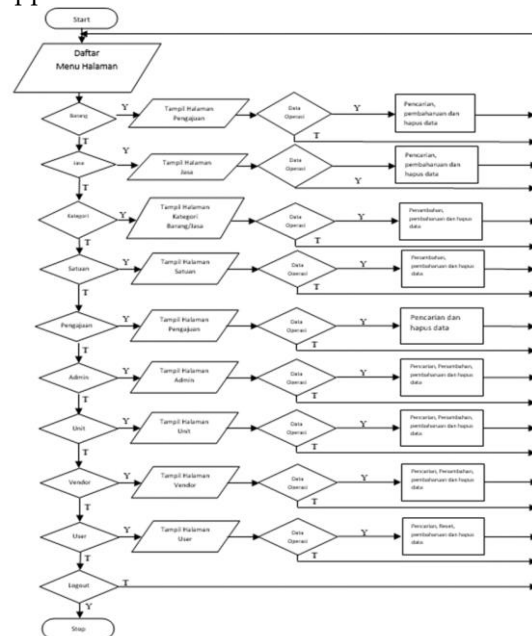 Start
Daftar
Menu Halaman
Barang
Y
Tampil Halaman
Pengajuan
Data
Operasi
Y
Pencarian,
pembaharuan dan
hapus data
T
T
Jasa
Y
Tampil Halaman
Jasa
Data
Operasi
Y
Pencarian,
pembaharuan dan
hapus data
T
Y
Kategori
Y
Tampil Halaman
Kategori
Barang/Jasa
Data
Operasi
Y
Penambahan,
pembaharuan dan hapus
data
T
T
Satuan
Y
Tampil Halaman
Satuan
Data
Operasi
Y
Penambahan,
pembaharuan dan hapus
data
T
T
Pengajuan
Y
Tampil Halaman
Pengajuan
Data
Operasi
Y
Pencarian dan
hapus data
T
T
Admin
Y
Tampil Halaman
Admin
Data
Operasi
Y
Pencarian, Penambahan,
pembaharuan dan hapus
data
T
T
Unit
Y
Tampil Halaman
Unit
Data
Operasi
Y
Pencarian, Penambahan,
pembaharuan dan hapus
data
T
T
Vendor
Y
Tampil Halaman
Vendor
Data
Operasi
Y
Pencarian, Penambahan,
pembaharuan dan hapus
data
T
T
User
Y
Tampil Halaman
User
Data
Operasi
Y
Pencarian, Reset,
pembaharuan dan hapus
data
T
T
Logout
T
Y
Stop